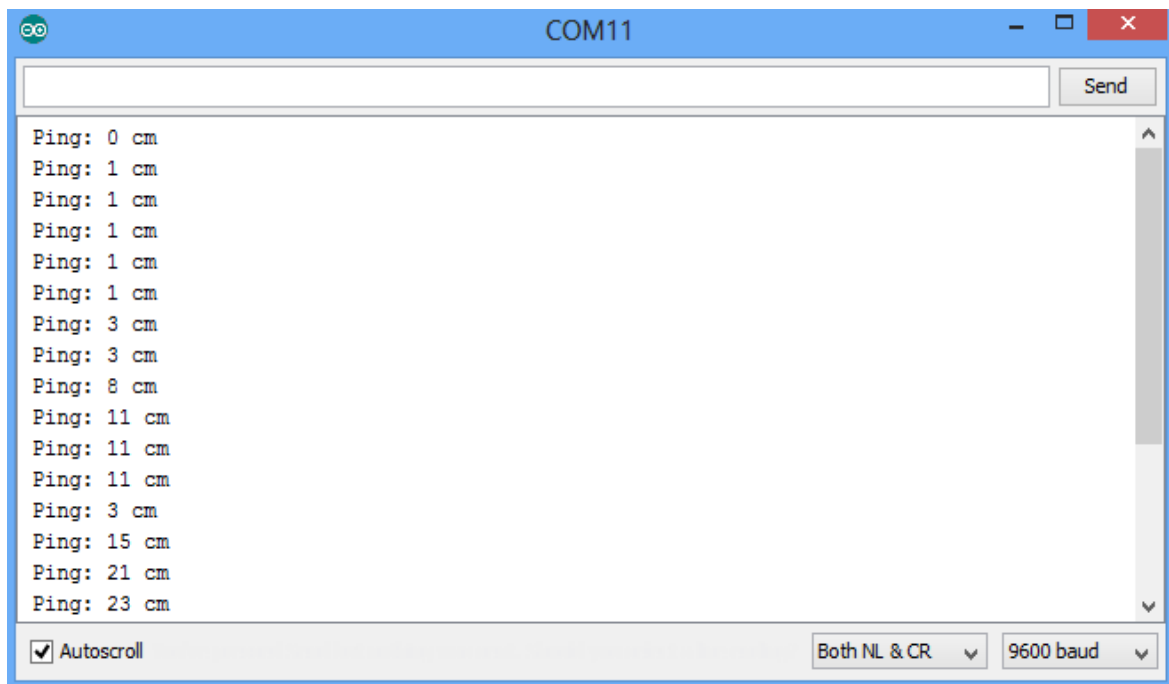 COM11
Send
Ping: 0 cm
Ping: 1 cm
Ping: 1 cm
Ping: 1 cm
Ping: 1 cm
Ping: 1 cm
Ping: 3 cm
Ping: 3 cm
Ping: 8 cm
Ping: 11 cm
Ping: 11 cm
Ping: 11 cm
Ping: 3 cm
Ping: 15 cm
Ping: 21 cm
Ping: 23 cm
Autoscroll Both NL & CR 9600 baud